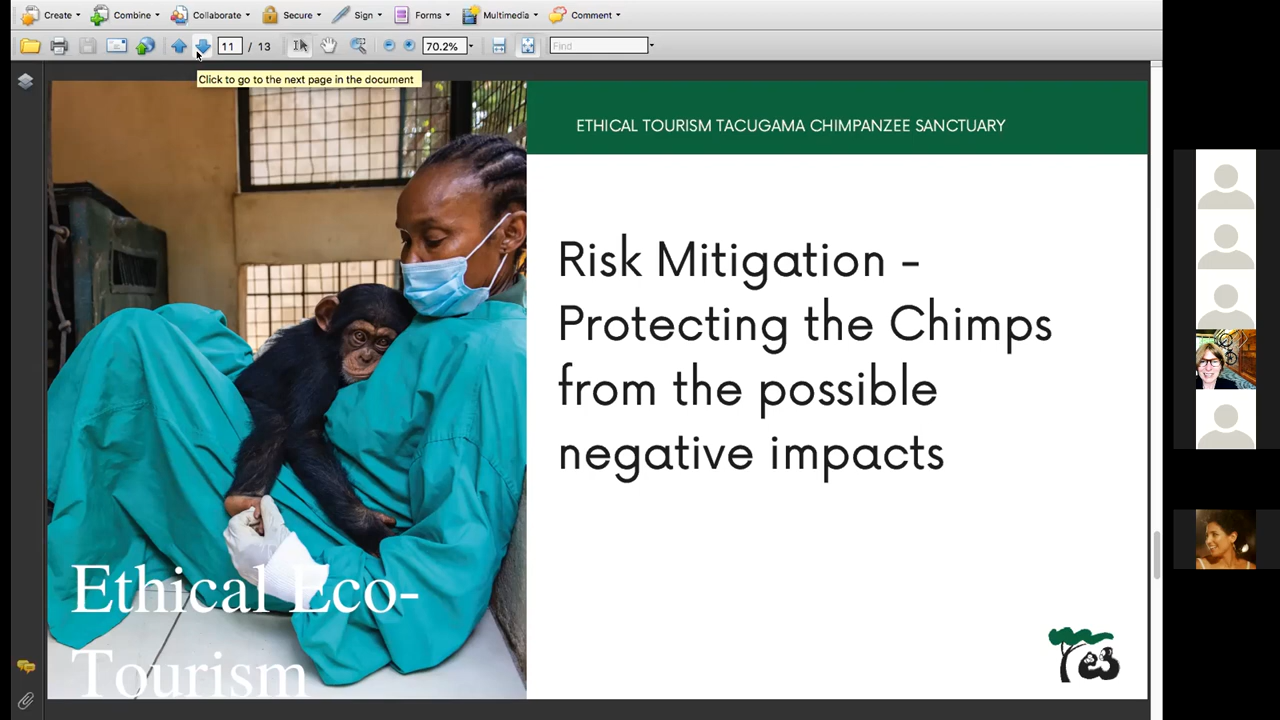 Create Combine Collaborate Secure Sign Forms Multimedia Comment
11 / 13 70.2% Find
Click to go to the next page in the document
ETHICAL TOURISM TACUGAMA CHIMPANZEE SANCTUARY
Risk Mitigation -
Protecting the Chimps
from the possible
negative impacts
Ethical Eco-
Tourism